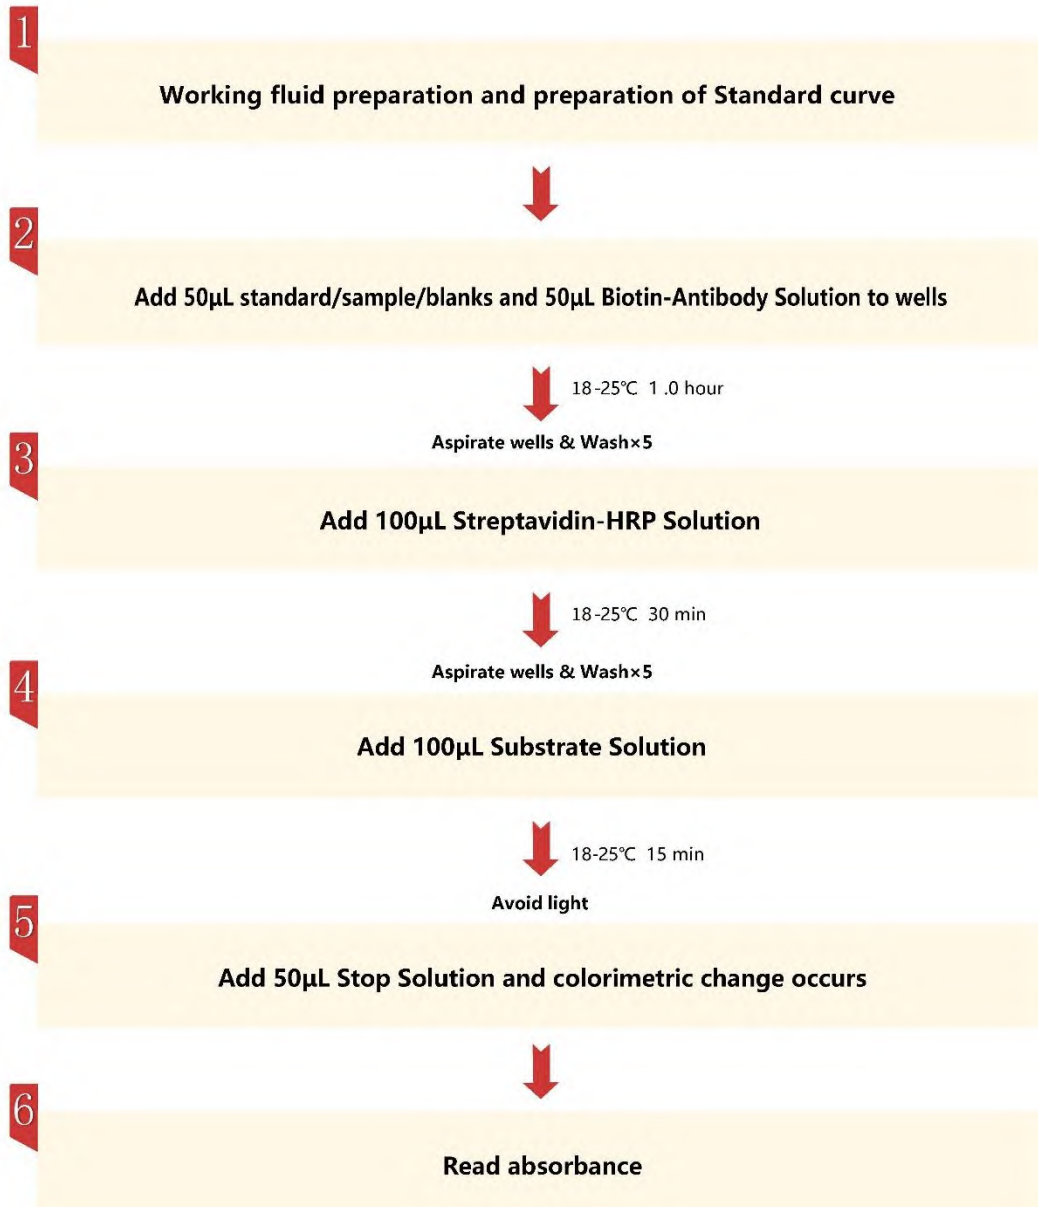 1
Working fluid preparation and preparation of Standard curve
2
Add 50μL standard/sample/blanks and 50μL Biotin-Antibody Solution to wells
18-25℃ 1 .0 hour
Aspirate wells & Wash×5
3
Add 100μL Streptavidin-HRP Solution
18-25℃ 30 min
Aspirate wells & Wash×5
4
Add 100μL Substrate Solution
18-25℃ 15 min
Avoid light
5
Add 50μL Stop Solution and colorimetric change occurs
6
Read absorbance